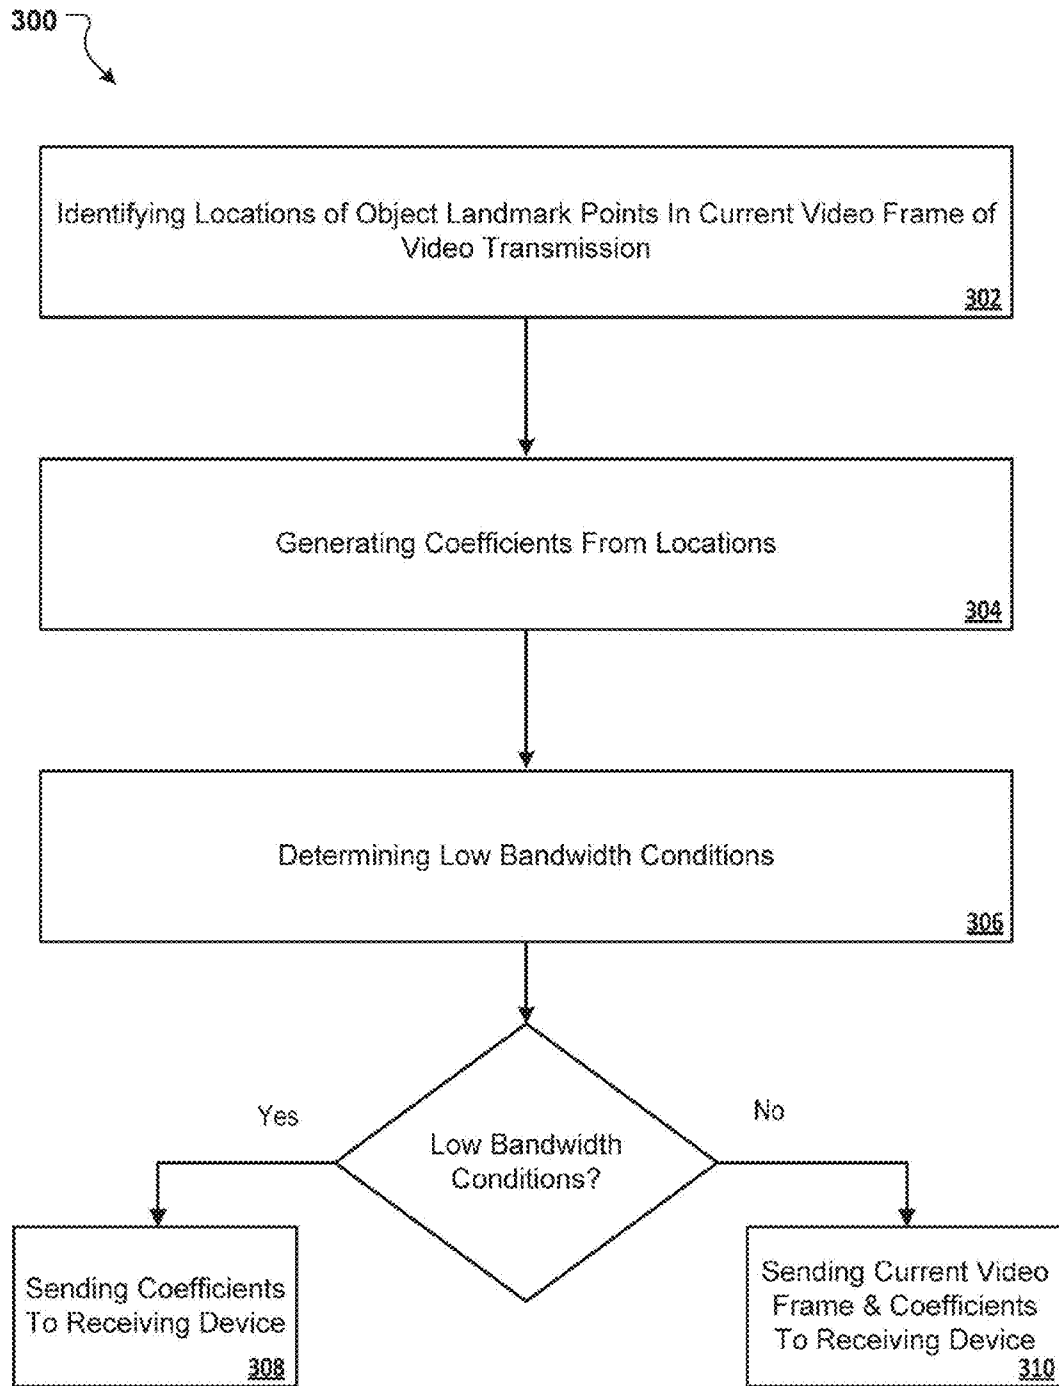 300
Identifying Locations of Object Landmark Points In Current Video Frame of
Video Transmission
302
Generating Coefficients From Locations
304
Determining Low Bandwidth Conditions
306
Yes
No
Low Bandwidth
Conditions?
Sending Coefficients
To Receiving Device
308
Sending Current Video
Frame & Coefficients
To Receiving Device
310